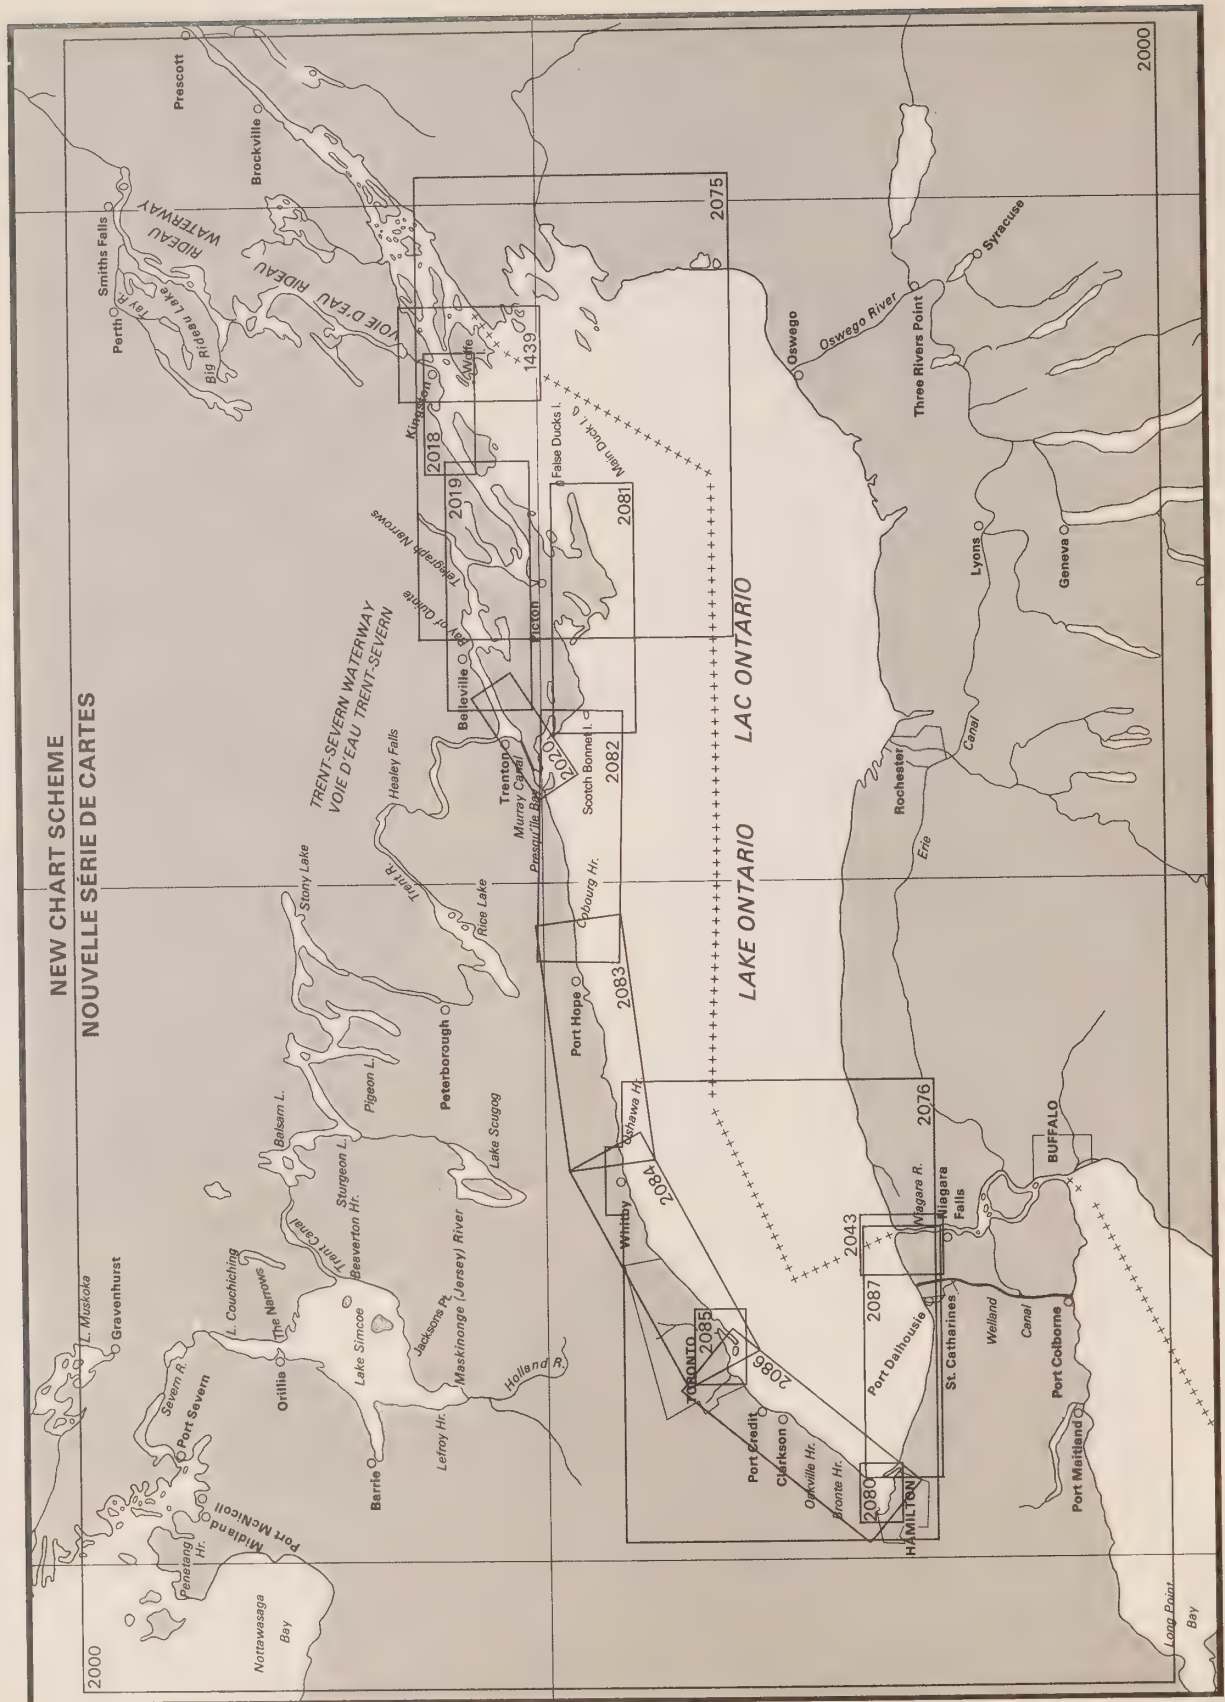 NEW CHART SCHEME
NOUVELLE SÉRIE DE CARTES
2000
Nottawasaga
Bay
Penetang
Hr.
Midland
Port McNicoll
Port Severn
Severn R.
L. Muskoka
Gravenhurst
L. Couchiching
The Narrows
Orillia
Barrie
Lake Simcoe
Lefroy Hr.
Jacksons Pt.
Maskinonge (Jersey) River
Holland R.
Beaverton Hr.
Trent Canal
Sturgeon L.
Balsam L.
Pigeon L.
Lake Scugog
Peterborough
Stony Lake
Rice Lake
Trent R.
Healey Falls
TRENT-SEVERN WATERWAY
VOIE D'EAU TRENT-SEVERN
Trenton
Murray Canal
Presqu'ile Bay
Belleville
Bay of Quinte
Telegraph Narrows
Picton
Kingston
Wolfe
I.
Perth
Smiths Falls
Tay R.
Big Rideau Lake
RIDEAU
WATERWAY
VOIE D'EAU RIDEAU
Brockville
Prescott
2018
2019
1439
2075
2081
False Ducks I.
Main Duck I.
2020
Scotch Bonnet I.
2082
Cobourg Hr.
Port Hope
2083
Oshawa Hr.
Whitby
2084
TORONTO
2085
2086
Port Credit
Clarkson
Oakville Hr.
Bronte Hr.
2080
HAMILTON
2087
2043
2076
Port Dalhousie
St. Catharines
Niagara R.
Niagara
Falls
Welland
Canal
Port Colborne
Port Maitland
BUFFALO
Long Point
Bay
LAKE ONTARIO
LAC ONTARIO
Erie
Canal
Rochester
Lyons
Geneva
Oswego
Oswego River
Three Rivers Point
Syracuse
2000